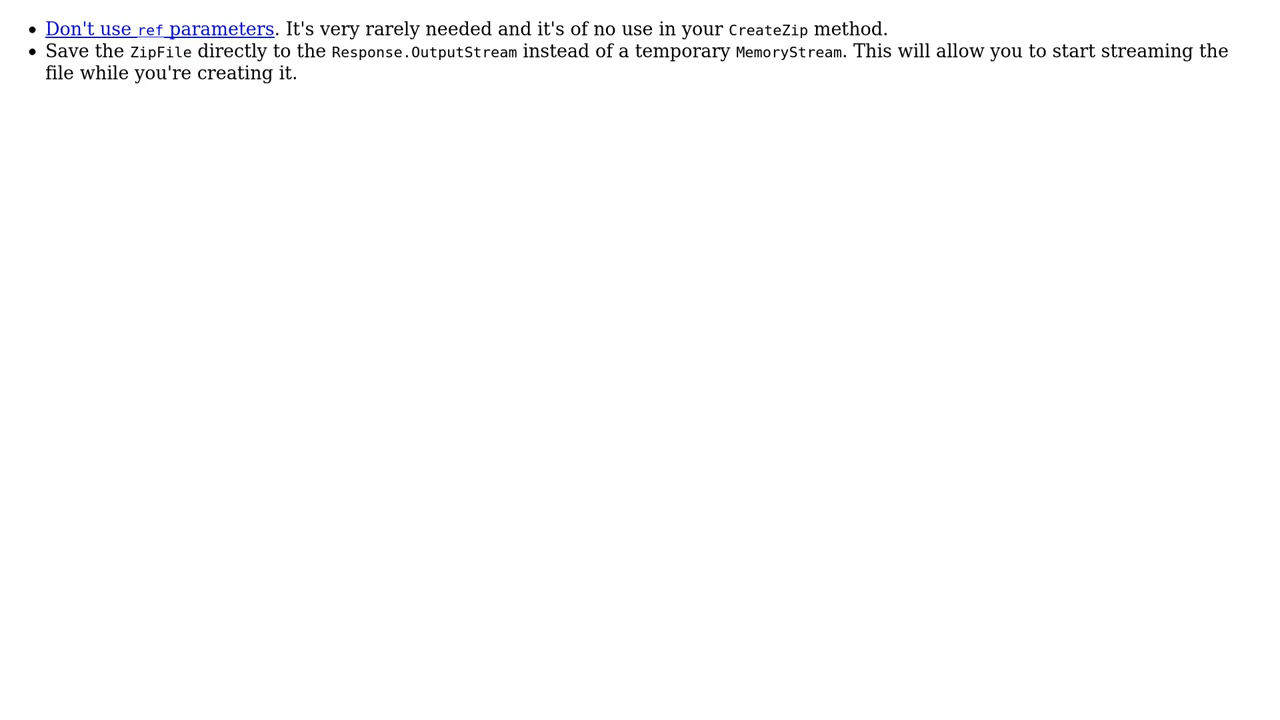 Don't use ref parameters. It's very rarely needed and it's of no use in your CreateZip method.
Save the ZipFile directly to the Response.OutputStream instead of a temporary MemoryStream. This will allow you to start streaming the
file while you're creating it.